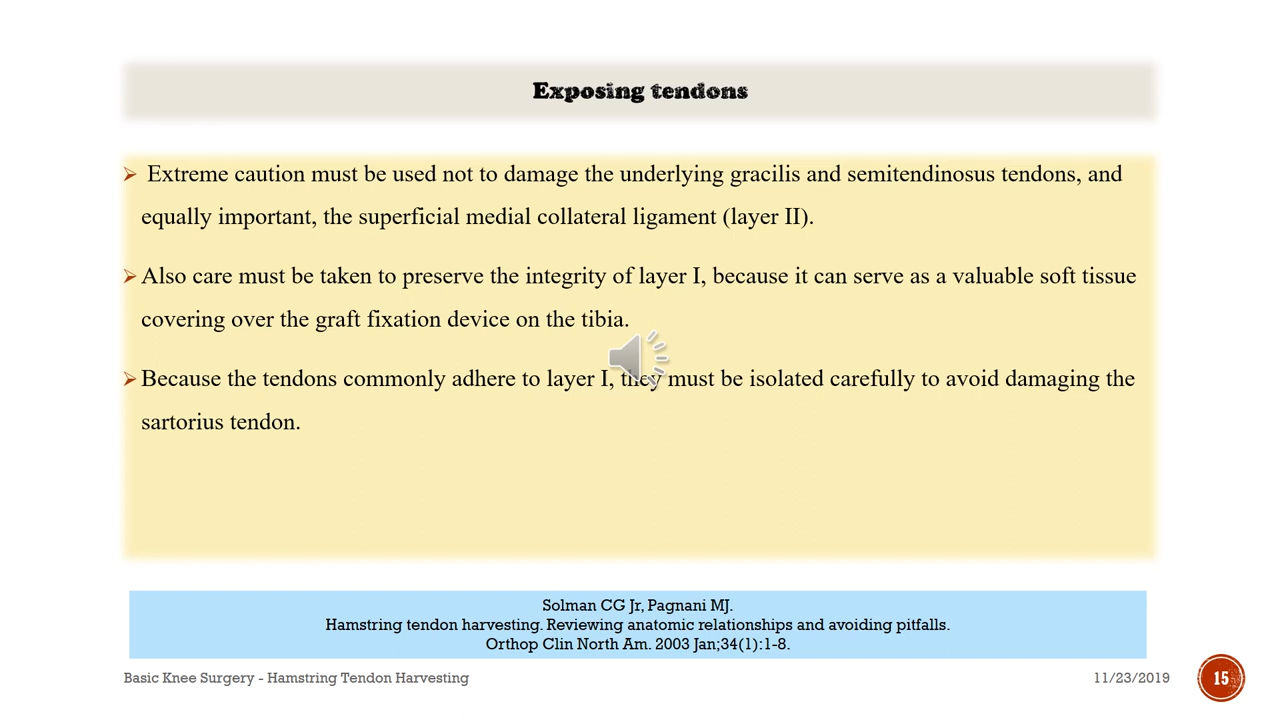 Exposing tendons
Extreme caution must be used not to damage the underlying gracilis and semitendinosus tendons, and
equally important, the superficial medial collateral ligament (layer II).
Also care must be taken to preserve the integrity of layer I, because it can serve as a valuable soft tissue
covering over the graft fixation device on the tibia.
Because the tendons commonly adhere to layer I, they must be isolated carefully to avoid damaging the
sartorius tendon.
Solman CG Jr, Pagnani MJ.
Hamstring tendon harvesting. Reviewing anatomic relationships and avoiding pitfalls.
Orthop Clin North Am. 2003 Jan;34(1):1-8.
Basic Knee Surgery - Hamstring Tendon Harvesting
11/23/2019
15